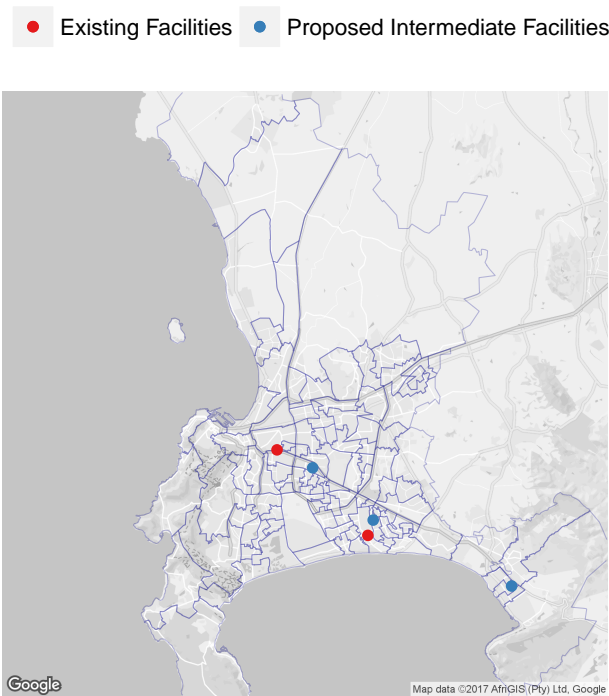 Existing Facilities Proposed Intermediate Facilities
Google Map data ©2017 AfriGIS (Pty) Ltd, Google